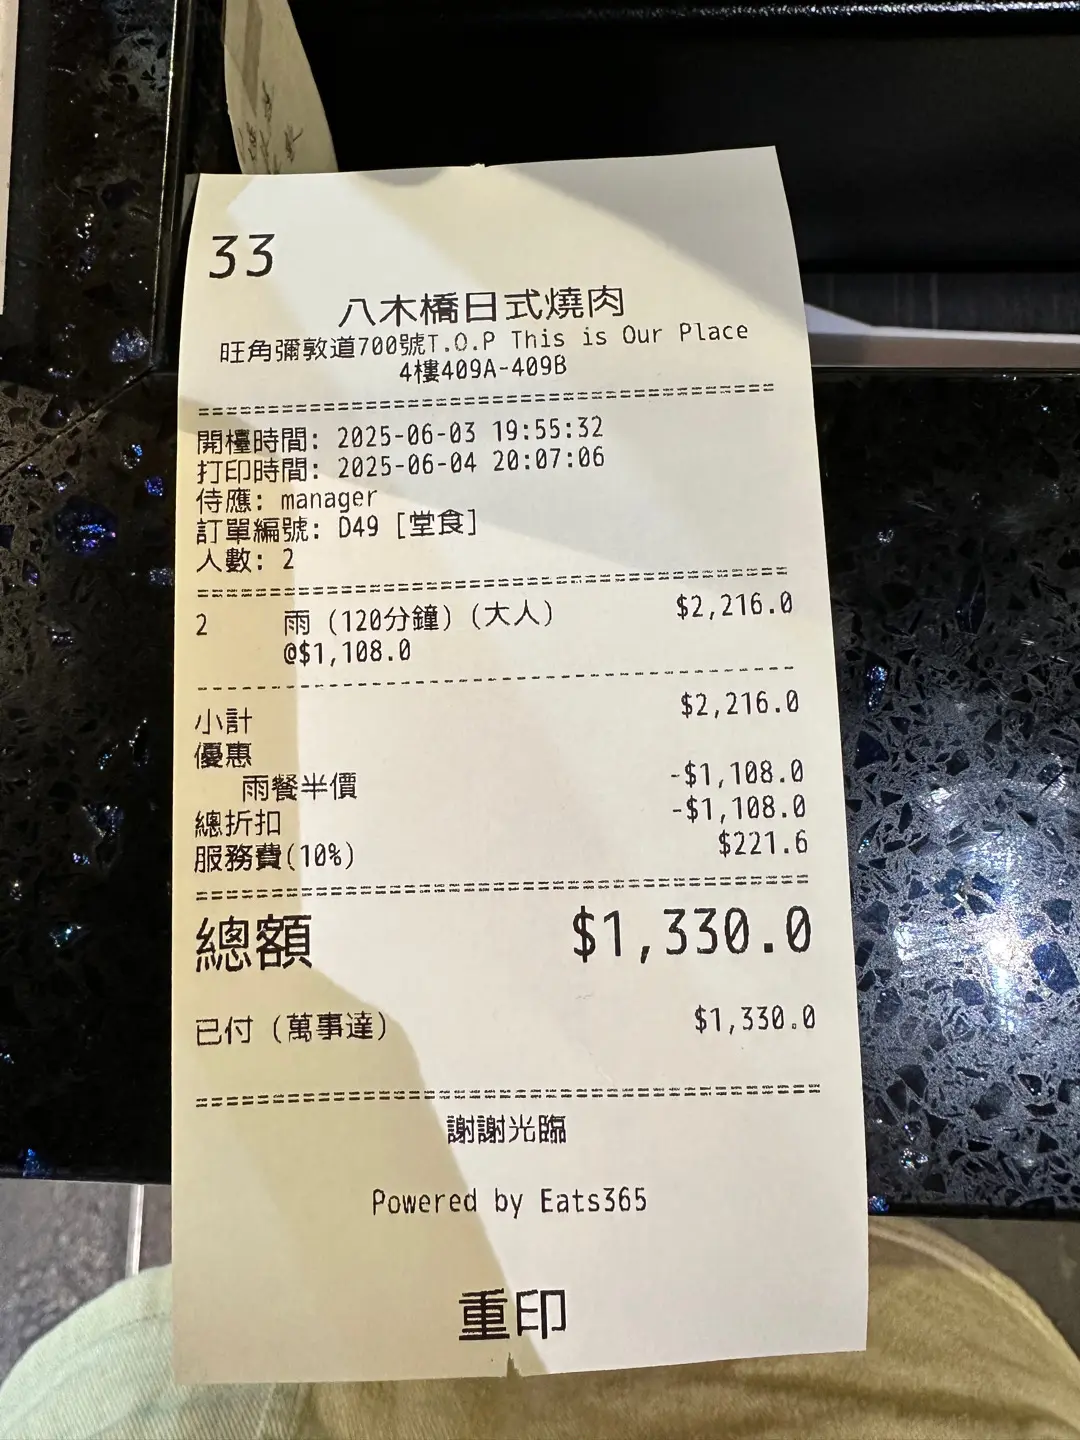 33
八木橋日式燒肉
旺角彌敦道700號T.O.P This is Our Place
4樓409A-409B
開檯時間: 2025-06-03 19:55:32
打印時間: 2025-06-04 20:07:06
侍應: manager
訂單編號: D49 [堂食]
人數: 2
2 雨 (120分鐘) (大人) $2,216.0
@$1,108.0
小計 $2,216.0
優惠
雨餐半價 -$1,108.0
總折扣 -$1,108.0
服務費(10%) $221.6
總額 $1,330.0
已付 (萬事達) $1,330.0
謝謝光臨
Powered by Eats365
重印